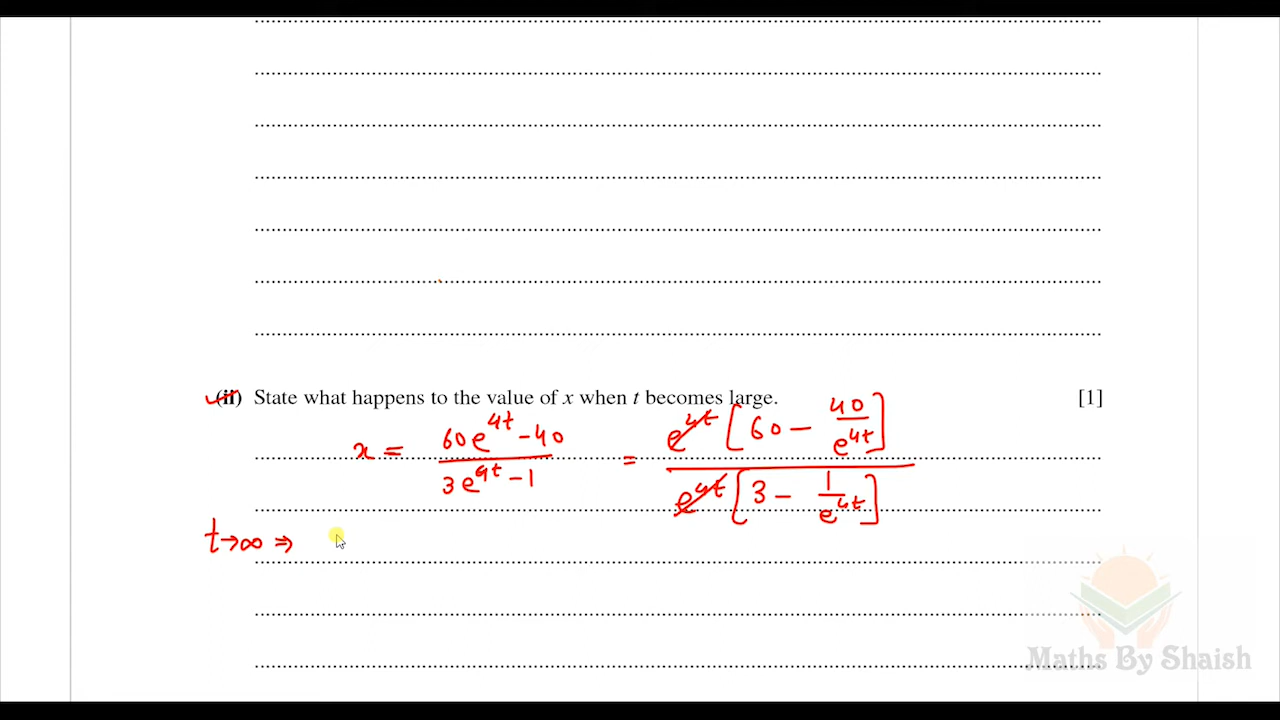 (ii) State what happens to the value of x when t becomes large. [1]
x = (60e^{4t} - 40)/(3e^{4t} - 1) = e^{4t}[60 - 40/e^{4t}] / e^{4t}[3 - 1/e^{4t}]
t→∞ ⇒
Maths By Shaish